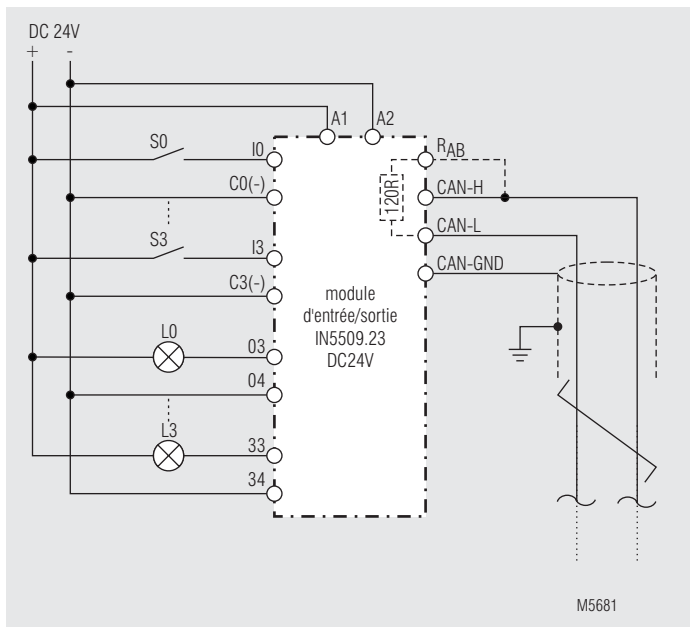 DC 24V
+ -
A1 A2
S0 I0
C0(-)
S3 I3
C3(-)
L0 03
04
L3 33
34
RAB
120R
CAN-H
CAN-L
CAN-GND
module
d'entrée/sortie
IN5509.23
DC24V
M5681